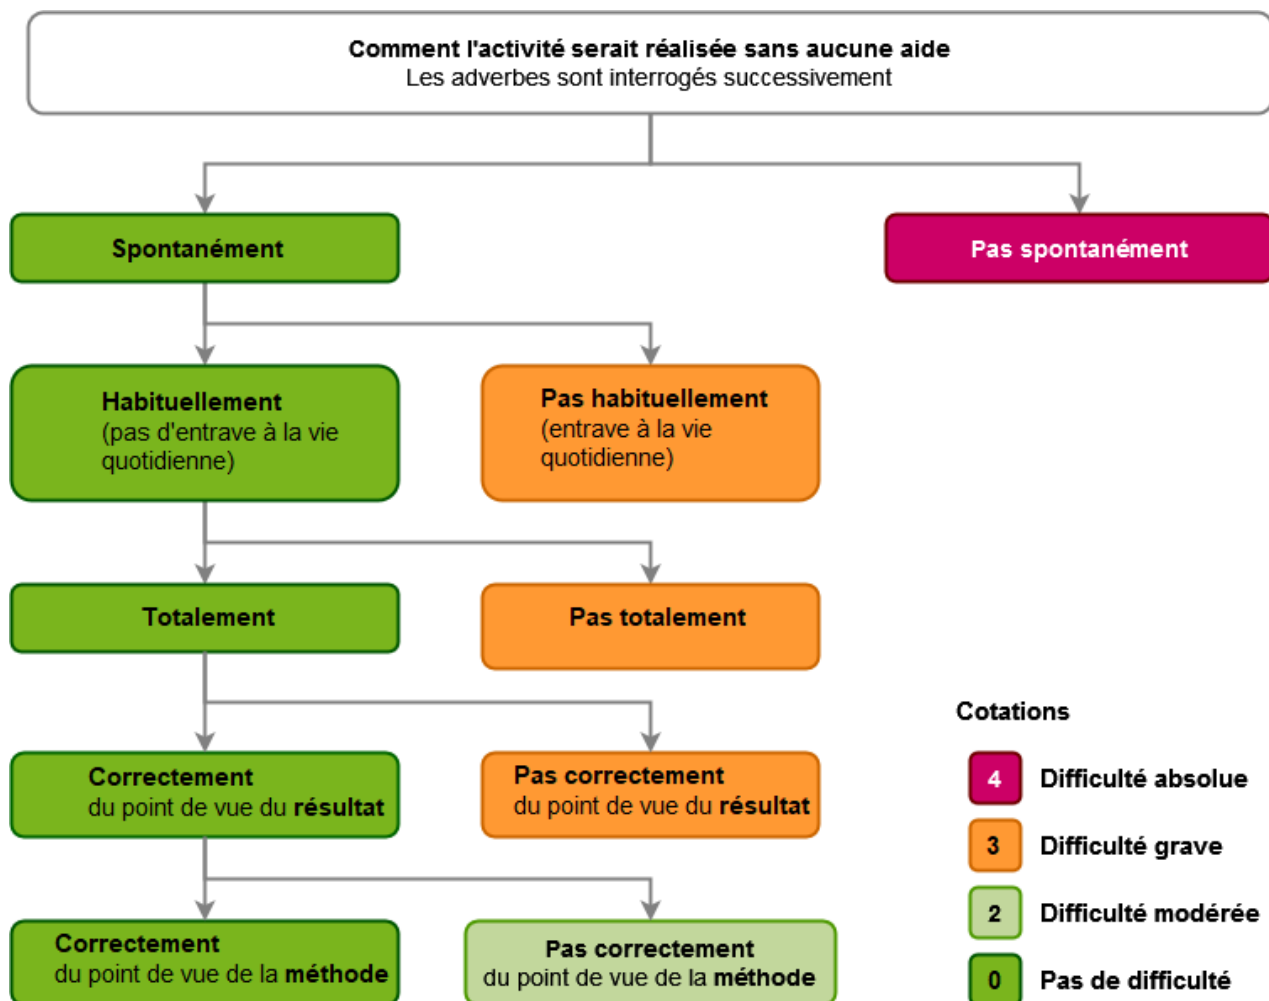 Comment l'activité serait réalisée sans aucune aide
Les adverbes sont interrogés successivement
Spontanément
Pas spontanément
Habituellement
(pas d'entrave à la vie
quotidienne)
Pas habituellement
(entrave à la vie
quotidienne)
Totalement
Pas totalement
Correctement
du point de vue du résultat
Pas correctement
du point de vue du résultat
Correctement
du point de vue de la méthode
Pas correctement
du point de vue de la méthode
Cotations
4 Difficulté absolue
3 Difficulté grave
2 Difficulté modérée
0 Pas de difficulté